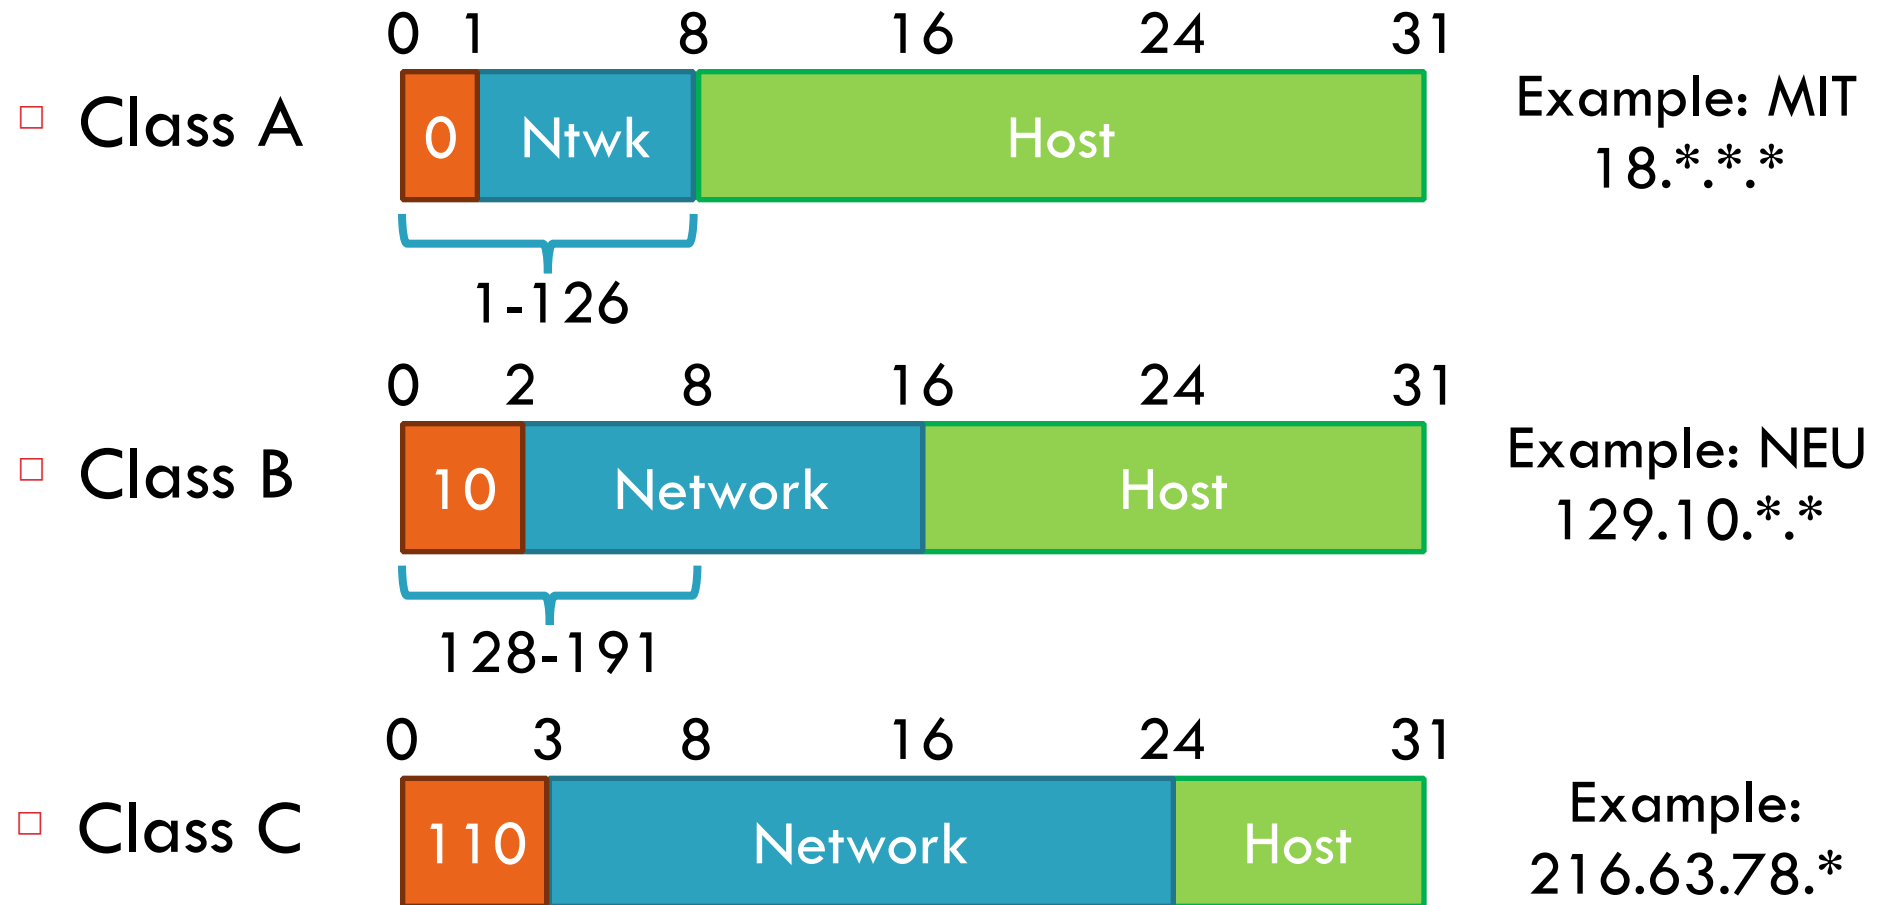 0 1 8 16 24 31
□ Class A 0 Ntwk Host Example: MIT
18.*.*.*
1-126
0 2 8 16 24 31
□ Class B 10 Network Host Example: NEU
129.10.*.*
128-191
0 3 8 16 24 31
□ Class C 110 Network Host Example:
216.63.78.*